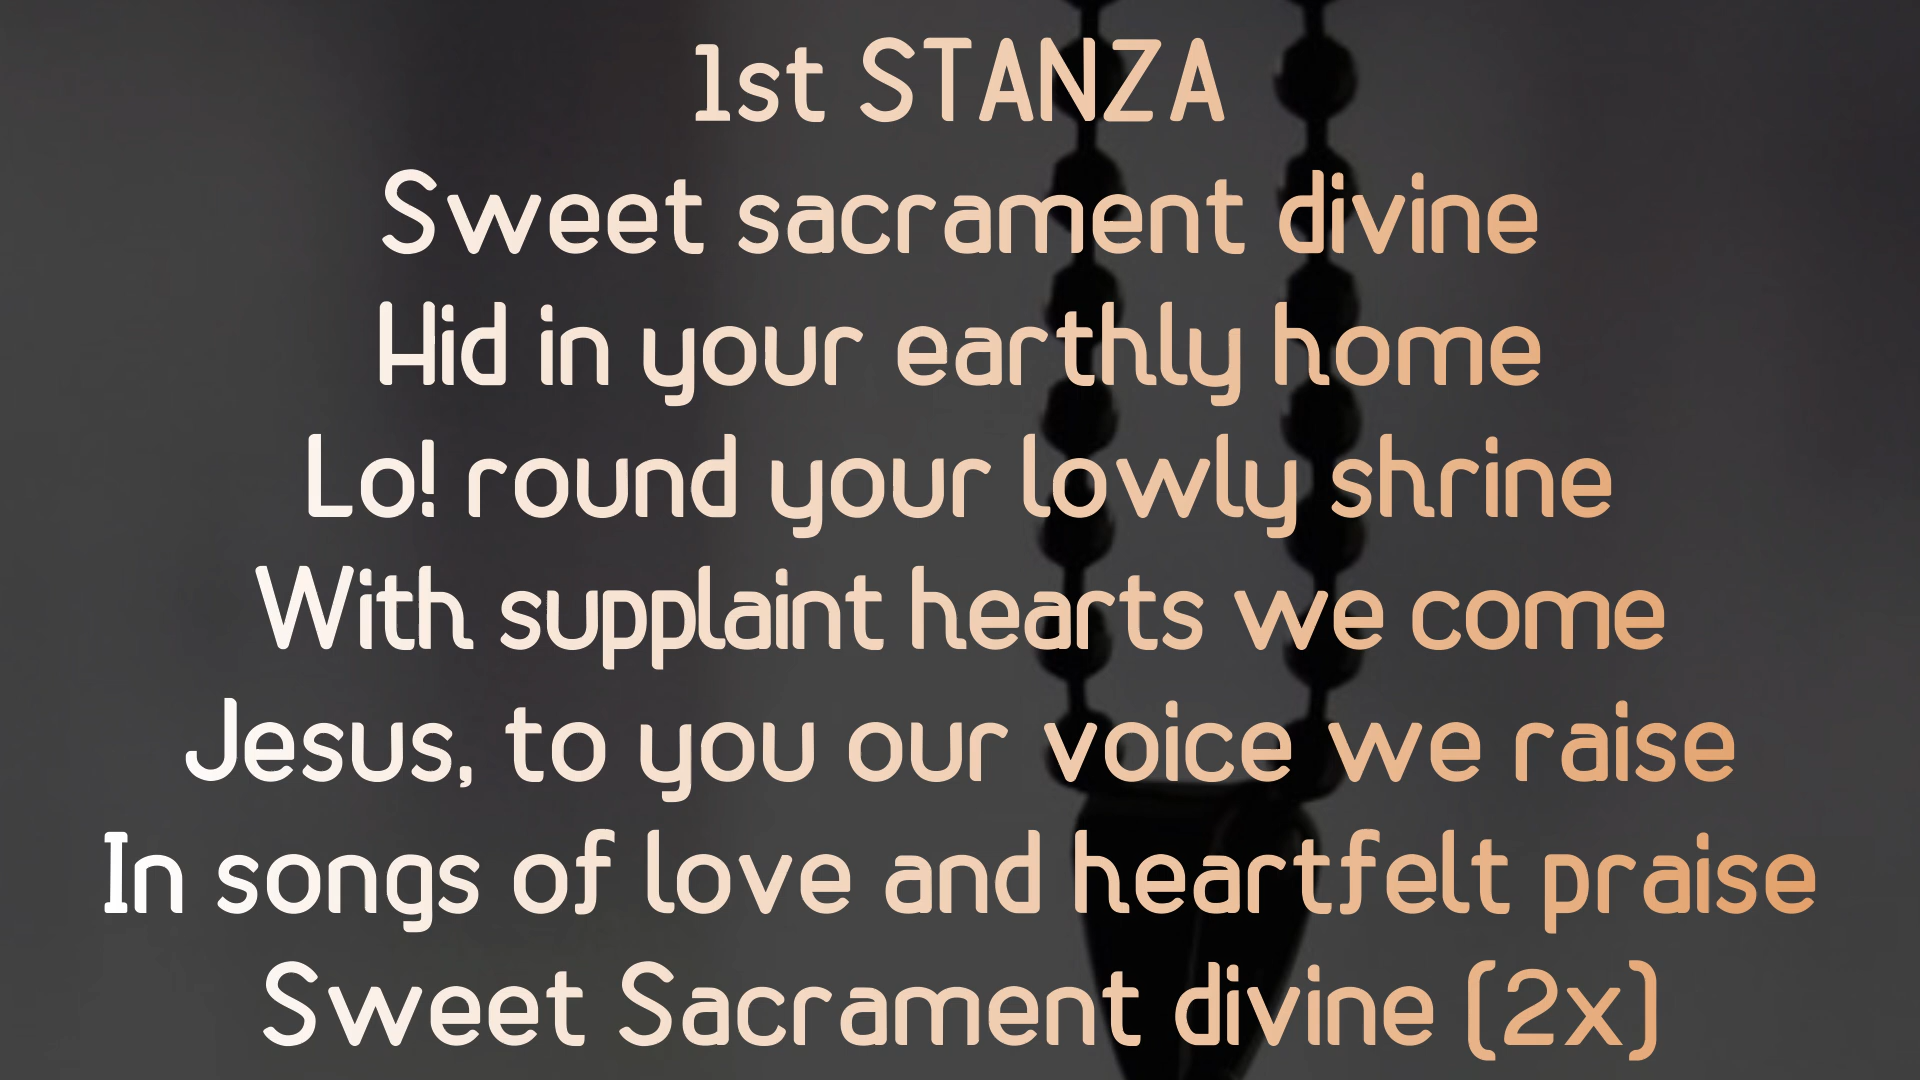 1st STANZA
Sweet sacrament divine
Hid in your earthly home
Lo! round your lowly shrine
With supplaint hearts we come
Jesus, to you our voice we raise
In songs of love and heartfelt praise
Sweet Sacrament divine (2x)